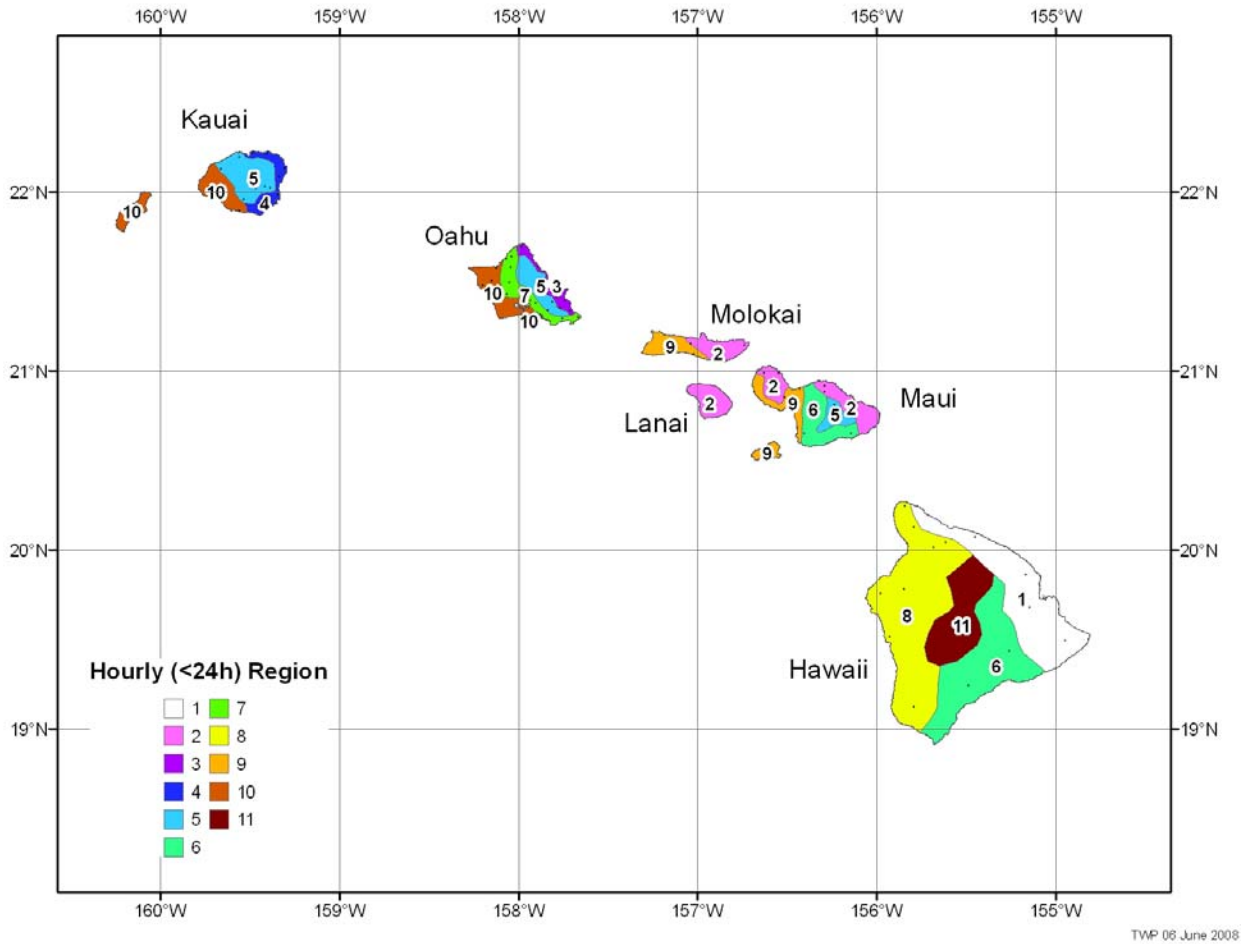 160°W 159°W 158°W 157°W 156°W 155°W
Kauai
22°N 10 10 5 4 22°N
Oahu
10 7 5 3
10
Molokai
9 2
21°N 21°N
Lanai 2
2 9 6 5 2 Maui
9
20°N 20°N
8 11 1
Hawaii 6
Hourly (<24h) Region
1 7
2 8
3 9
4 10
5 11
6
19°N 19°N
160°W 159°W 158°W 157°W 156°W 155°W
TWP 06 June 2008